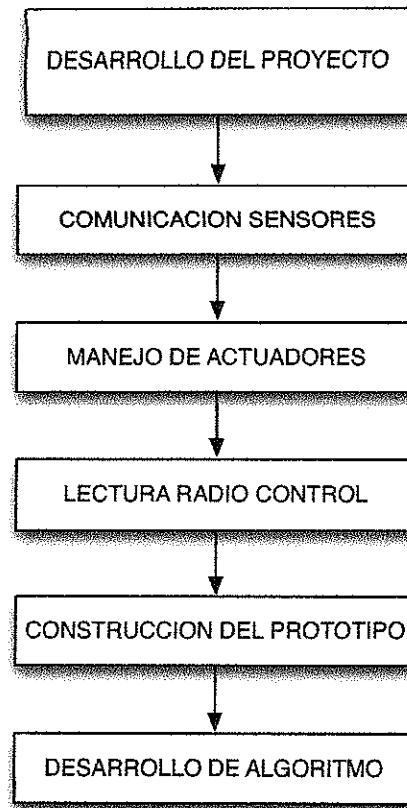 DESARROLLO DEL PROYECTO
COMUNICACION SENSORES
MANEJO DE ACTUADORES
LECTURA RADIO CONTROL
CONSTRUCCION DEL PROTOTIPO
DESARROLLO DE ALGORITMO